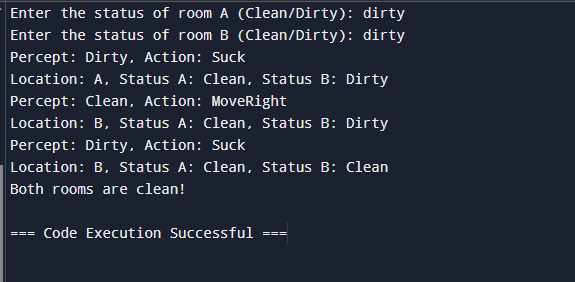 Enter the status of room A (Clean/Dirty): dirty
Enter the status of room B (Clean/Dirty): dirty
Percept: Dirty, Action: Suck
Location: A, Status A: Clean, Status B: Dirty
Percept: Clean, Action: MoveRight
Location: B, Status A: Clean, Status B: Dirty
Percept: Dirty, Action: Suck
Location: B, Status A: Clean, Status B: Clean
Both rooms are clean!
=== Code Execution Successful ===